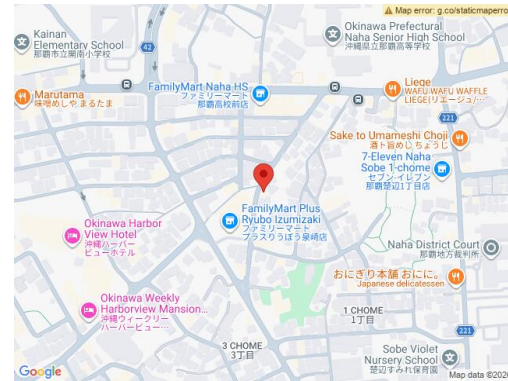 Map error: g.co/staticmaperro
Kainan
Elementary School
那覇市立開南小学校
42
Okinawa Prefectural
Naha Senior High School
沖縄県立那覇高等学校
FamilyMart Naha HS
ファミリーマート
那覇高校前店
Liege
WAFU WAFU WAFFLE
LIEGE(リエージュ/…
Marutama
味噌めしや まるたま
221
Sake to Umameshi Choji
酒ト旨めし ちょうじ
7-Eleven Naha
Sobe 1-chome
セブン-イレブン
那覇楚辺1丁目店
FamilyMart Plus
Ryubo Izumizaki
ファミリーマート
プラスりうぼう泉崎店
Okinawa Harbor
View Hotel
沖縄ハーバー
ビューホテル
Naha District Court
那覇地方裁判所
おにぎり本舗 おにに。
Japanese delicatessen
Okinawa Weekly
Harborview Mansion...
沖縄ウィークリー
ハーバービュー…
1 CHOME
1丁目
221
3 CHOME
3丁目
Sobe Violet
Nursery School
楚辺すみれ保育園
Google
Map data ©2026